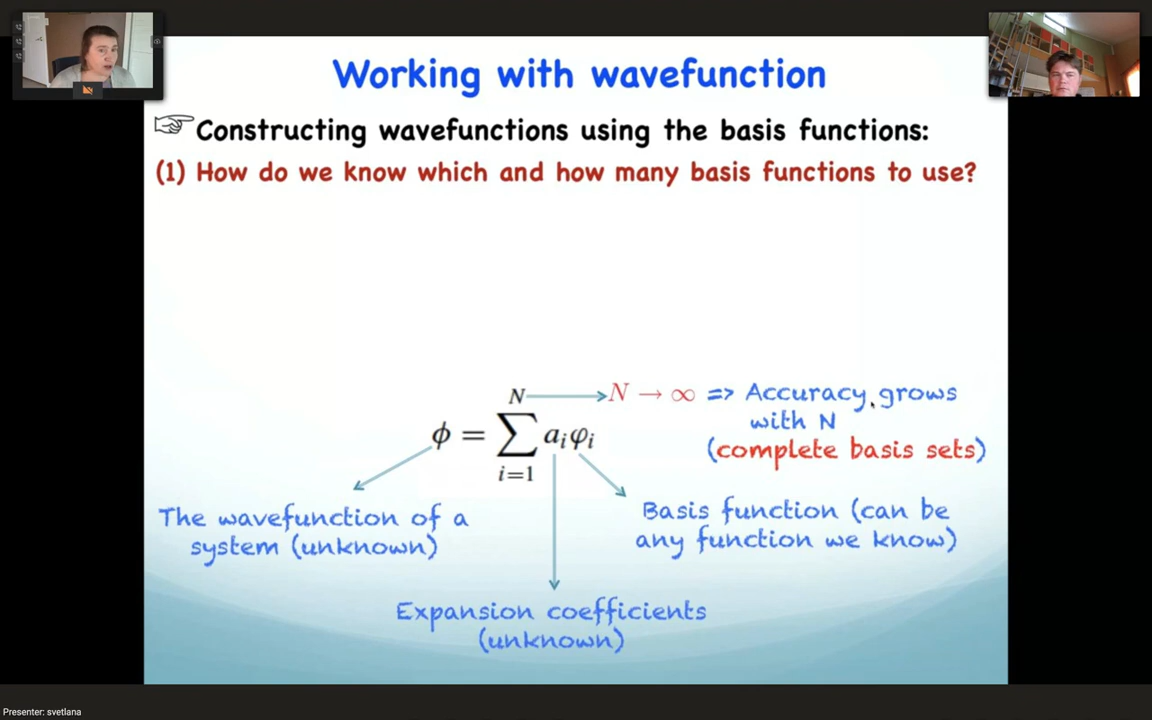 Working with wavefunction
Constructing wavefunctions using the basis functions:
(1) How do we know which and how many basis functions to use?
N → N → ∞ => Accuracy grows
with N
(complete basis sets)
ϕ = ∑ aᵢφᵢ
i=1
The wavefunction of a
system (unknown)
Basis function (can be
any function we know)
Expansion coefficients
(unknown)
Presenter: svetlana